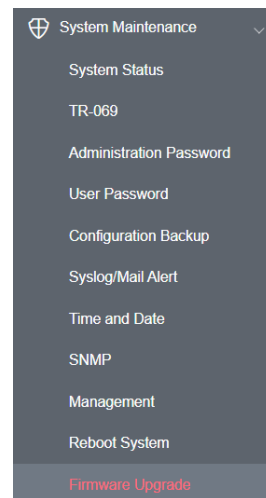 System Maintenance
System Status
TR-069
Administration Password
User Password
Configuration Backup
Syslog/Mail Alert
Time and Date
SNMP
Management
Reboot System
Firmware Upgrade